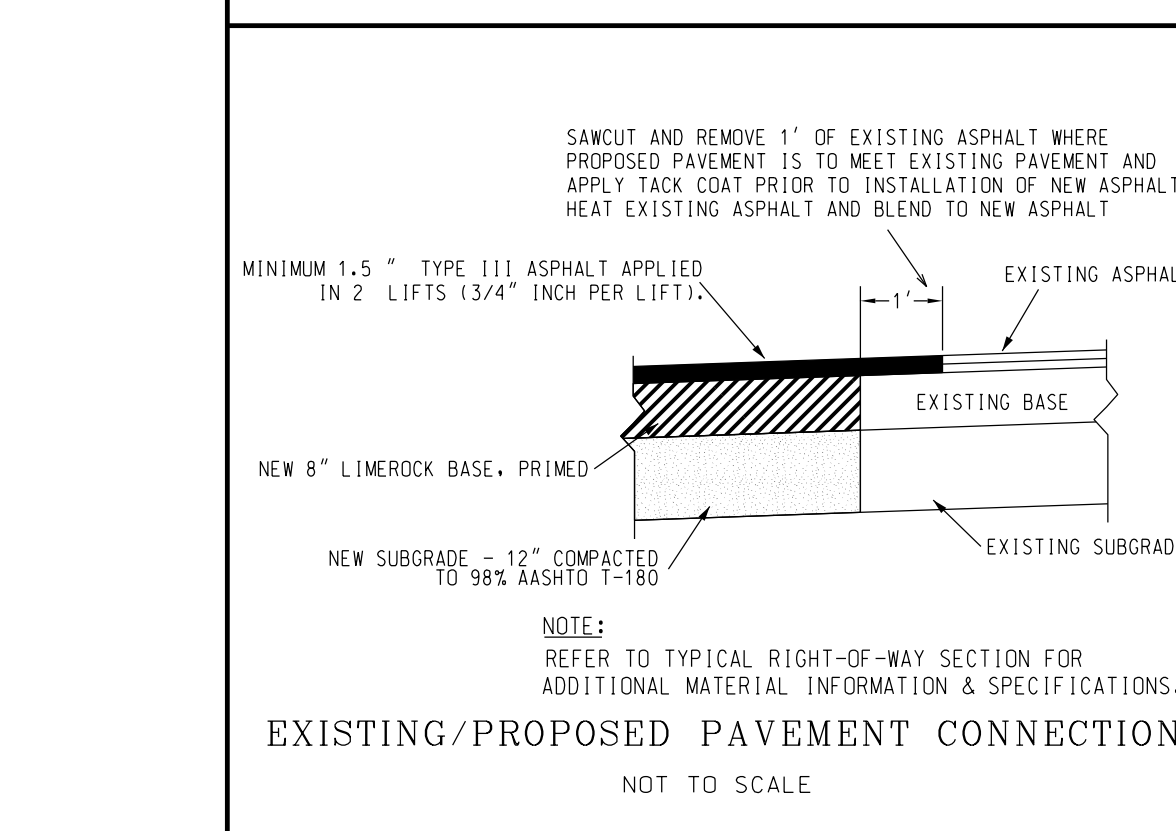 SAWCUT AND REMOVE 1' OF EXISTING ASPHALT WHERE
PROPOSED PAVEMENT IS TO MEET EXISTING PAVEMENT AND
APPLY TACK COAT PRIOR TO INSTALLATION OF NEW ASPHALT
HEAT EXISTING ASPHALT AND BLEND TO NEW ASPHALT
MINIMUM 1.5 " TYPE III ASPHALT APPLIED
IN 2 LIFTS (3/4" INCH PER LIFT).
EXISTING ASPHAL
1'
EXISTING BASE
NEW 8" LIMEROCK BASE, PRIMED
NEW SUBGRADE - 12" COMPACTED
TO 98% AASHTO T-180
EXISTING SUBGRAD
NOTE:
REFER TO TYPICAL RIGHT-OF-WAY SECTION FOR
ADDITIONAL MATERIAL INFORMATION & SPECIFICATIONS.
EXISTING/PROPOSED PAVEMENT CONNECTION
NOT TO SCALE